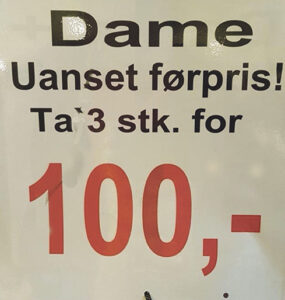 Dame
Uanset førpris!
Ta`3 stk. for
100,-